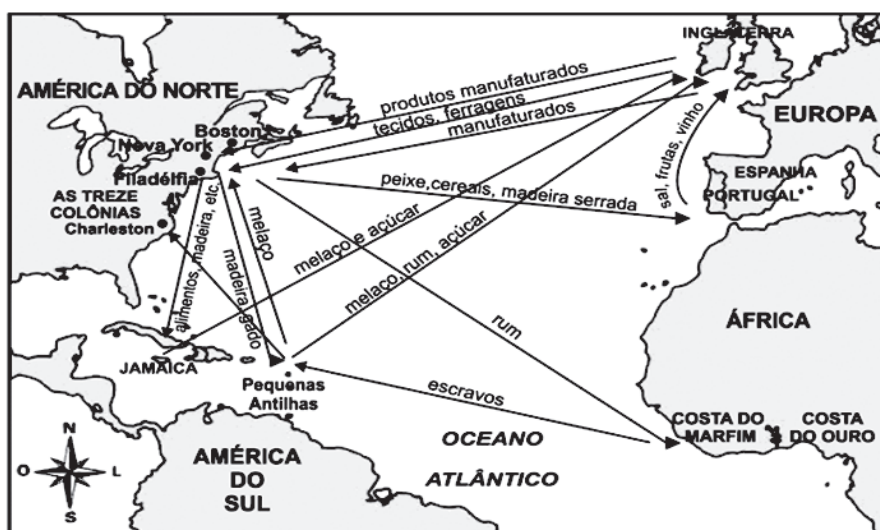 INGLATERRA
AMÉRICA DO NORTE
produtos manufaturados
EUROPA
tecidos, ferragens
manufaturados
Boston
Nova York
Filadélfia
sal, frutas, vinho
ESPANHA
PORTUGAL
peixe,cereais, madeira serrada
AS TREZE
COLÔNIAS
Charleston
alimentos, madeira, etc.
madeira, gado
melaço
melaço e açúcar
melaço, rum, açúcar
rum
ÁFRICA
JAMAICA
Pequenas
Antilhas
escravos
COSTA DO
MARFIM
COSTA
DO OURO
OCEANO
ATLÂNTICO
AMÉRICA
DO
SUL
N
O
L
S